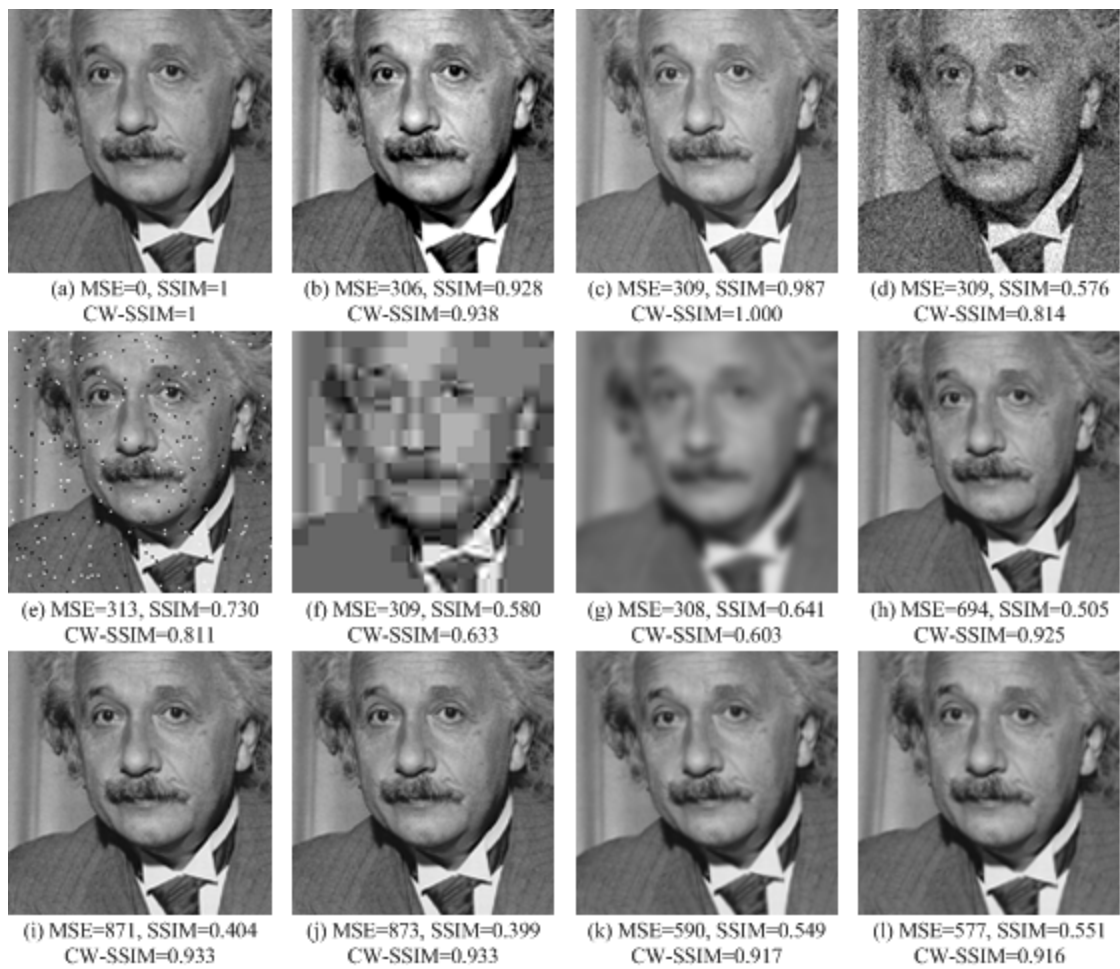 (a) MSE=0, SSIM=1
CW-SSIM=1
(b) MSE=306, SSIM=0.928
CW-SSIM=0.938
(c) MSE=309, SSIM=0.987
CW-SSIM=1.000
(d) MSE=309, SSIM=0.576
CW-SSIM=0.814
(e) MSE=313, SSIM=0.730
CW-SSIM=0.811
(f) MSE=309, SSIM=0.580
CW-SSIM=0.633
(g) MSE=308, SSIM=0.641
CW-SSIM=0.603
(h) MSE=694, SSIM=0.505
CW-SSIM=0.925
(i) MSE=871, SSIM=0.404
CW-SSIM=0.933
(j) MSE=873, SSIM=0.399
CW-SSIM=0.933
(k) MSE=590, SSIM=0.549
CW-SSIM=0.917
(l) MSE=577, SSIM=0.551
CW-SSIM=0.916